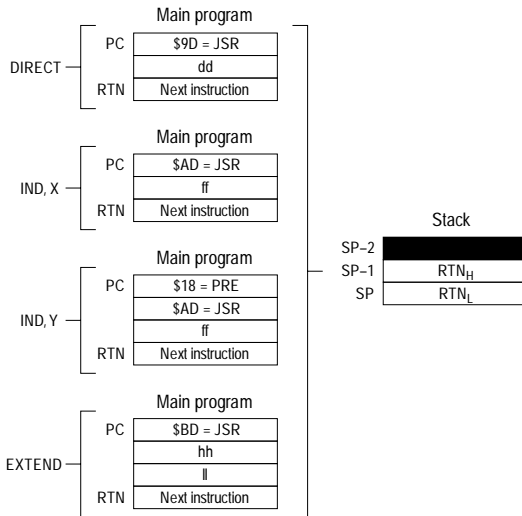 Main program
DIRECT
PC $9D = JSR
dd
RTN Next instruction
Main program
IND, X
PC $AD = JSR
ff
RTN Next instruction
Main program
IND, Y
PC $18 = PRE
$AD = JSR
ff
RTN Next instruction
Main program
EXTEND
PC $BD = JSR
hh
ll
RTN Next instruction
Stack
SP–2
SP–1 RTNH
SP RTNL